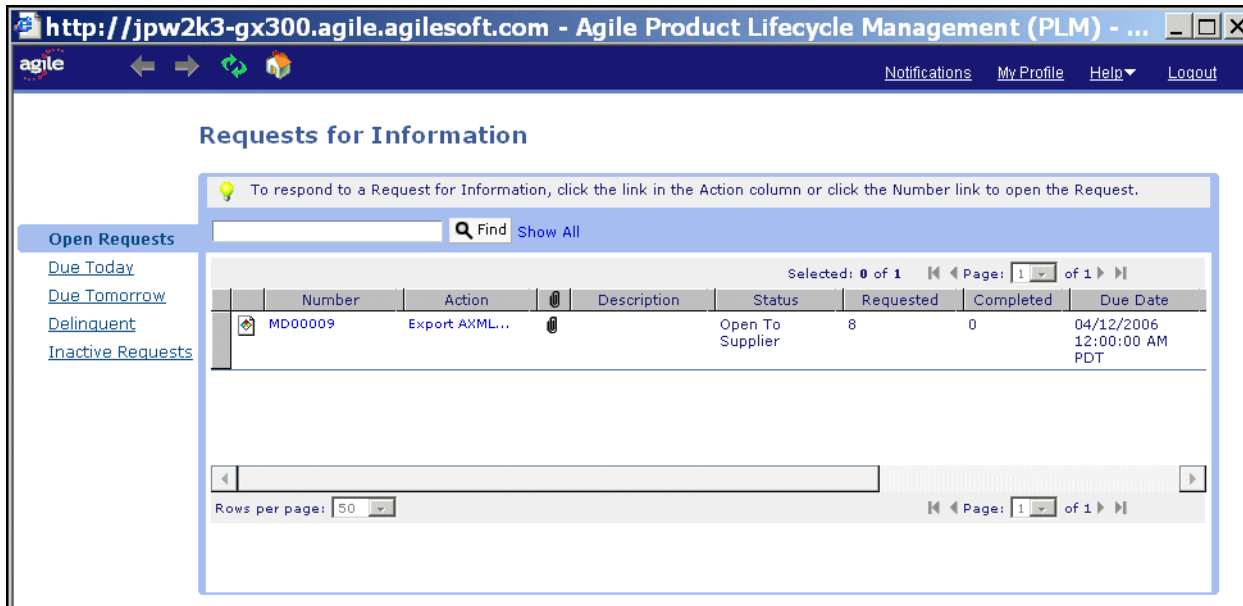 http://jpw2k3-gx300.agile.agilesoft.com - Agile Product Lifecycle Management (PLM) - ...
agile
Notifications My Profile Help Logout
Requests for Information
To respond to a Request for Information, click the link in the Action column or click the Number link to open the Request.
Find Show All
Open Requests
Due Today
Due Tomorrow
Delinquent
Inactive Requests
Selected: 0 of 1 Page: 1 of 1
Number Action Description Status Requested Completed Due Date
MD00009 Export AXML... Open To Supplier 8 0 04/12/2006 12:00:00 AM PDT
Rows per page: 50 Page: 1 of 1